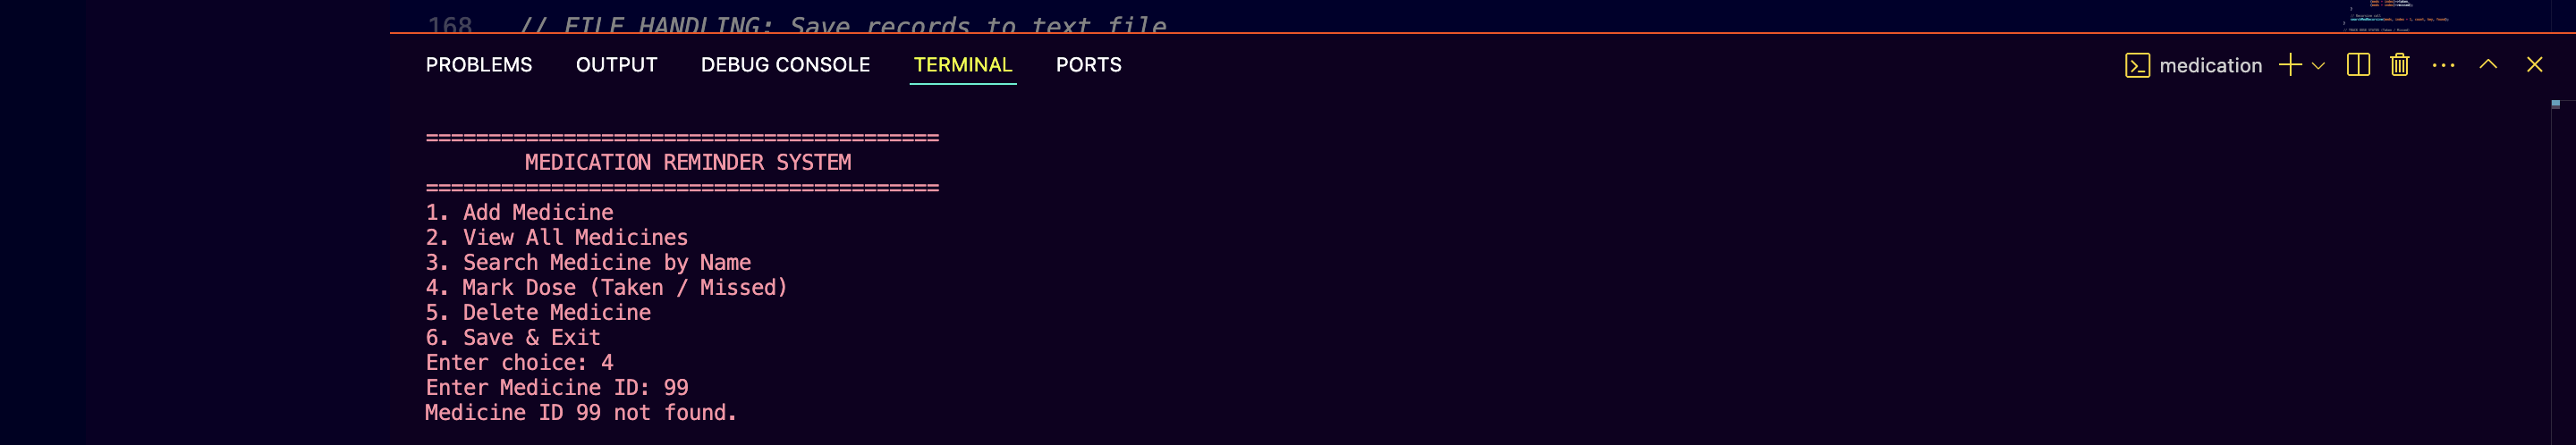 168 // FILE HANDLING: Save records to text file
PROBLEMS OUTPUT DEBUG CONSOLE TERMINAL PORTS medication
=========================================
MEDICATION REMINDER SYSTEM
=========================================
1. Add Medicine
2. View All Medicines
3. Search Medicine by Name
4. Mark Dose (Taken / Missed)
5. Delete Medicine
6. Save & Exit
Enter choice: 4
Enter Medicine ID: 99
Medicine ID 99 not found.